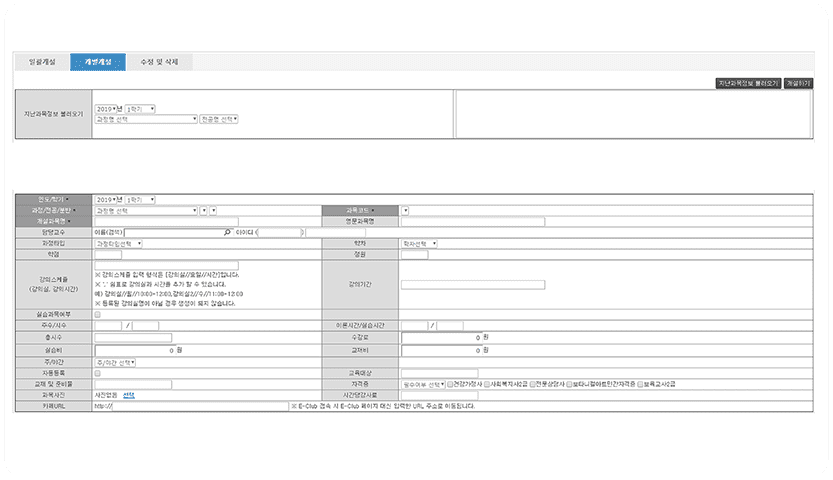 일괄개설 개별개설 수정 및 삭제
지난과목정보 불러오기 개설하기
지난과목정보 불러오기
2019 년 1학기
과정명 선택 전공명 선택
년도/학기 2019 년 1학기
과정/전공/분반 과정명 선택 과목코드
개설과목명 영문과목명
담당교수 이름(검색) 아이디 ( )
과정타입 과정타입선택 학차 학차선택
학점 정원
강의스케쥴
(강의실, 강의시간)
※ 강의스케쥴 입력 형식은 [강의실//요일//시간]입니다.
※ ',' 쉼표로 강의실과 시간을 추가 할 수 있습니다.
예) 강의실//월//10:00~12:00,강의실2//수//11:00~12:00
※ 등록된 강의실명이 아닐 경우 생성이 되지 않습니다.
강의기간
실습과목여부
주수/시수 / 이론시간/실습시간 /
총시수 수강료 0 원
실습비 0 원 교재비 0 원
주/야간 주/야간 선택
자동등록 교육대상
교재 및 준비물 자격증 필수여부 선택 건강가정사 사회복지사2급 전문상담사 보타니컬아트민간자격증 보육교사2급
과목사진 사진없음 선택 시간당강사료
카페URL http:// ※ E-Club 접속 시 E-Club 페이지 대신 입력한 URL 주소로 이동됩니다.